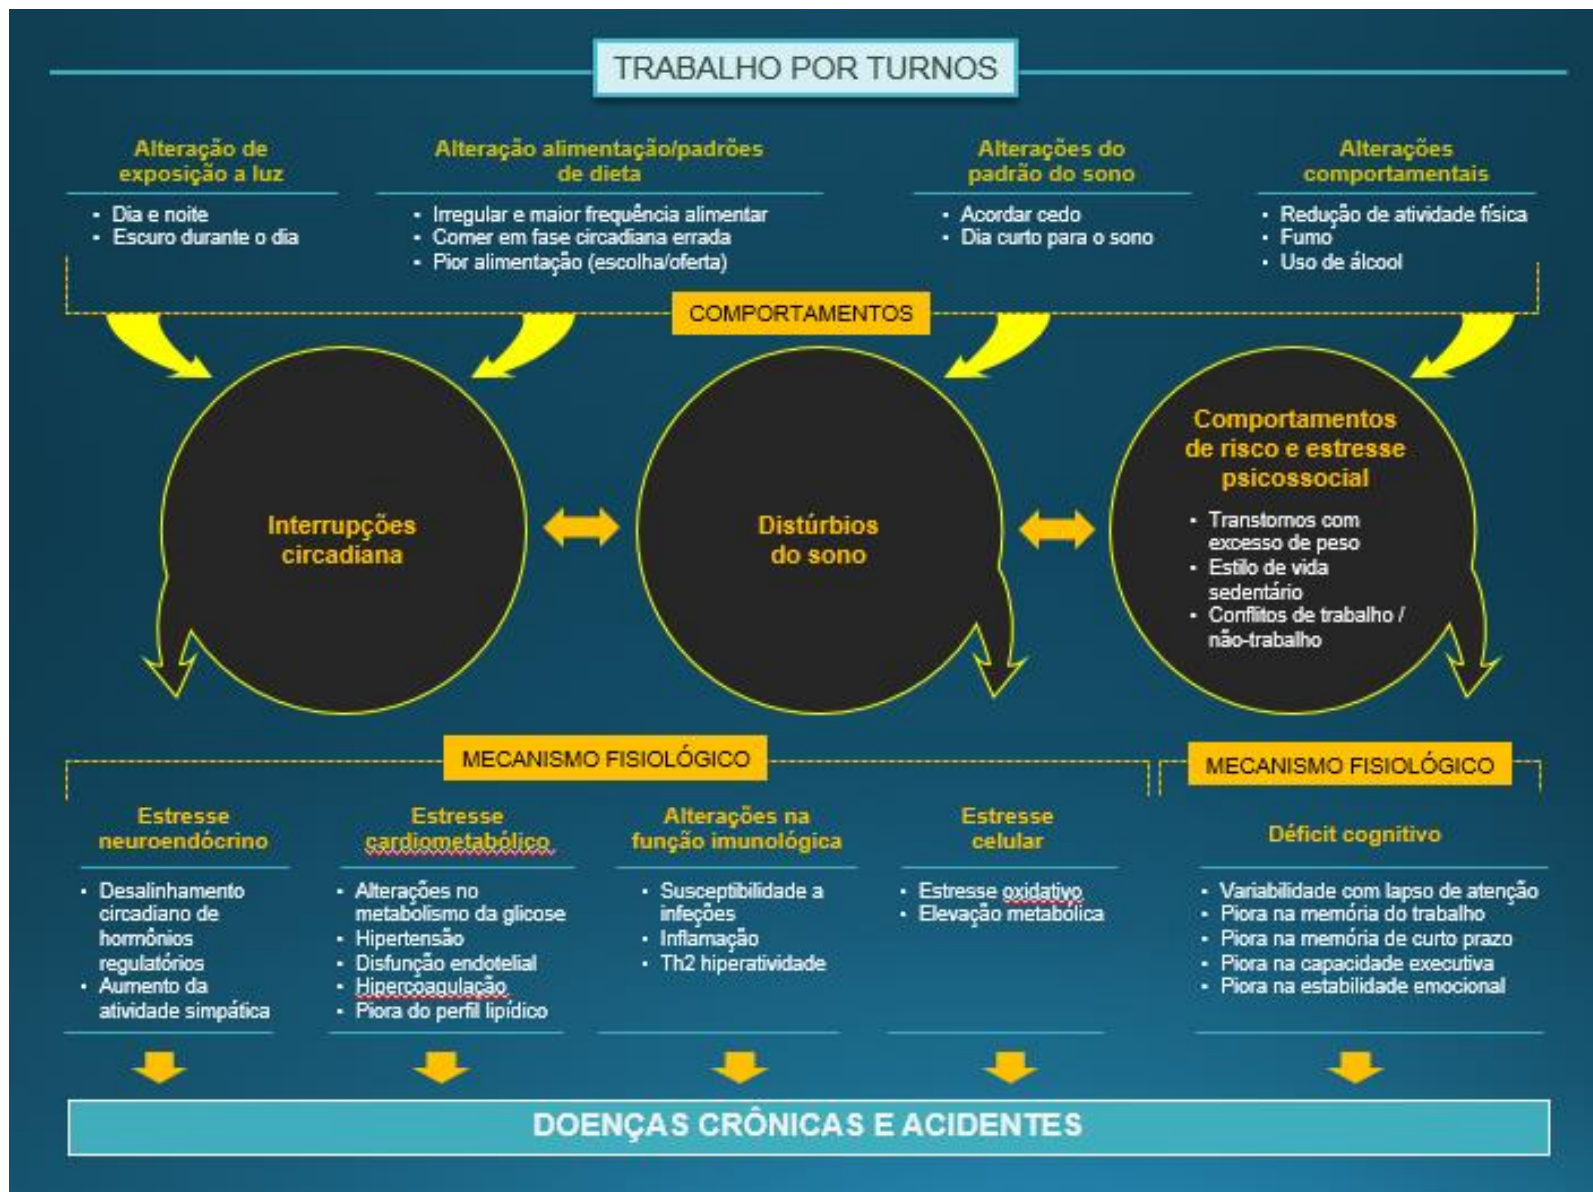 TRABALHO POR TURNOS
Alteração de
exposição a luz
• Dia e noite
• Escuro durante o dia
Alteração alimentação/padrões
de dieta
• Irregular e maior frequência alimentar
• Comer em fase circadiana errada
• Pior alimentação (escolha/oferta)
Alterações do
padrão do sono
• Acordar cedo
• Dia curto para o sono
Alterações
comportamentais
• Redução de atividade física
• Fumo
• Uso de álcool
COMPORTAMENTOS
Interrupções
circadiana
Distúrbios
do sono
Comportamentos
de risco e estresse
psicossocial
• Transtornos com
excesso de peso
• Estilo de vida
sedentário
• Conflitos de trabalho /
não-trabalho
MECANISMO FISIOLÓGICO
MECANISMO FISIOLÓGICO
Estresse
neuroendócrino
• Desalinhamento
circadiano de
hormônios
regulatórios
• Aumento da
atividade simpática
Estresse
cardiometabólico
• Alterações no
metabolismo da glicose
• Hipertensão
• Disfunção endotelial
• Hipercoagulação
• Piora do perfil lipídico
Alterações na
função imunológica
• Susceptibilidade a
infeções
• Inflamação
• Th2 hiperatividade
Estresse
celular
• Estresse oxidativo
• Elevação metabólica
Déficit cognitivo
• Variabilidade com lapso de atenção
• Piora na memória do trabalho
• Piora na memória de curto prazo
• Piora na capacidade executiva
• Piora na estabilidade emocional
DOENÇAS CRÔNICAS E ACIDENTES